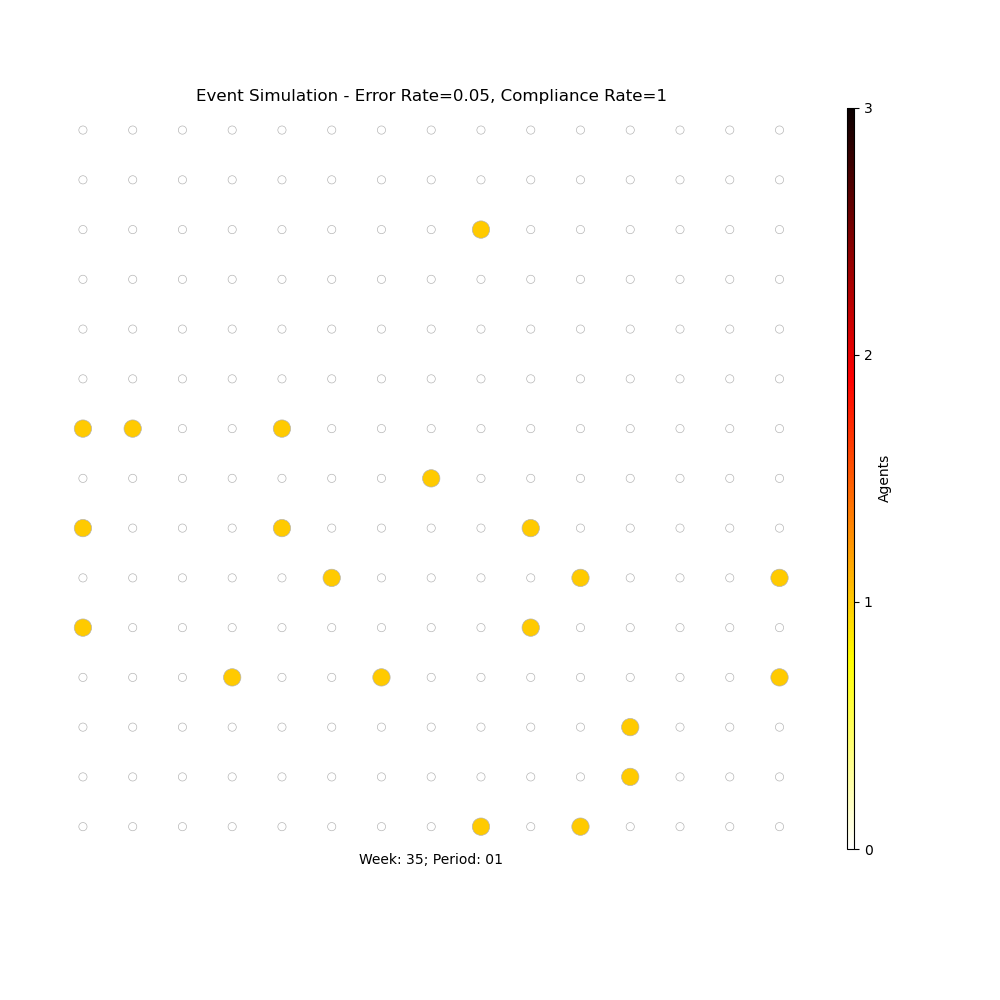 Event Simulation - Error Rate=0.05, Compliance Rate=1
3
2
Agents
1
0
Week: 35; Period: 01